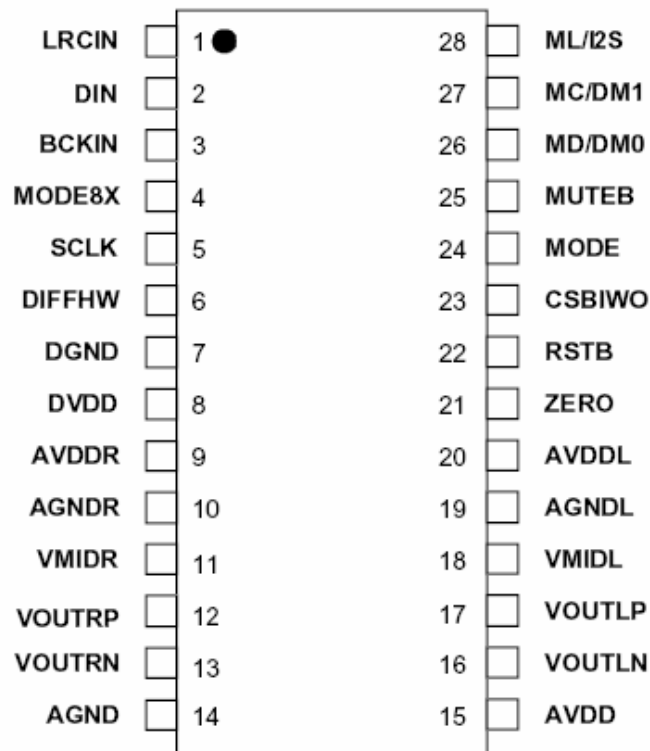 LRCIN 1 28 ML/I2S
DIN 2 27 MC/DM1
BCKIN 3 26 MD/DM0
MODE8X 4 25 MUTEB
SCLK 5 24 MODE
DIFFHW 6 23 CSBIWO
DGND 7 22 RSTB
DVDD 8 21 ZERO
AVDDR 9 20 AVDDL
AGNDR 10 19 AGNDL
VMIDR 11 18 VMIDL
VOUTRP 12 17 VOUTLP
VOUTRN 13 16 VOUTLN
AGND 14 15 AVDD